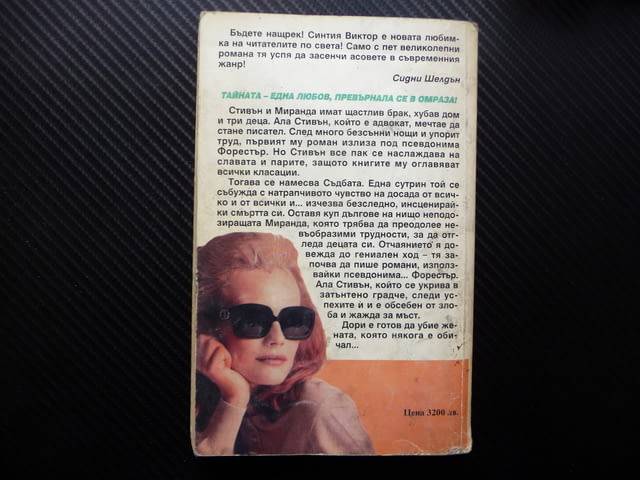 Бъдете нащрек! Синтия Виктор е новата любим-
ка на читателите по света! Само с пет великолепни
романа тя успя да засенчи асовете в съвременния
жанр!
Сидни Шелдън
ТАЙНАТА – ЕДНА ЛЮБОВ, ПРЕВЪРНАЛА СЕ В ОМРАЗА!
Стивън и Миранда имат щастлив брак, хубав дом
и три деца. Ала Стивън, който е адвокат, мечтае да
стане писател. След много безсънни нощи и упорит
труд, първият му роман излиза под псевдонима
Форестър. Но Стивън все пак се наслаждава на
славата и парите, защото книгите му оглавяват
всички класации.
Тогава се намесва Съдбата. Една сутрин той се
събужда с натрапчивото чувство на досада от всич-
ко и от всички и... изчезва безследно, инсценирай-
ки смъртта си. Оставя куп дългове на нищо неподо-
зиращата Миранда, която трябва да преодолее не-
въобразими трудности, за да отг-
леда децата си. Отчаянието я до-
вежда до гениален ход – тя за-
почва да пише романи, използ-
вайки псевдонима... Форестър.
Ала Стивън, който се укрива в
затънтено градче, следи ус-
пехите ѝ и е обсебен от зло-
ба и жажда за мъст.
Дори е готов да убие же-
ната, която някога е оби-
чал...
Цена 3200 лв.